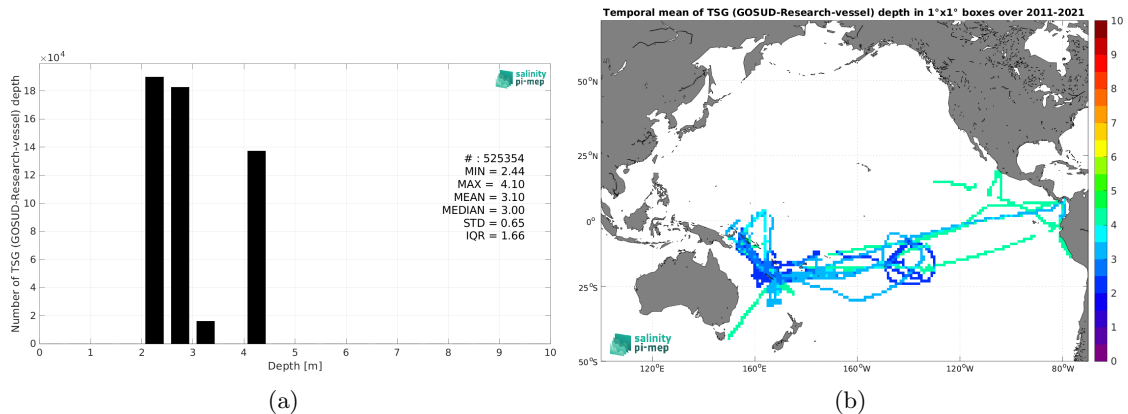 ×10⁴
18
16
14
12
10
8
6
4
2
0
Number of TSG (GOSUD-Research-vessel) depth
0 1 2 3 4 5 6 7 8 9 10
Depth [m]
salinity
pi-mep
# : 525354
MIN = 2.44
MAX = 4.10
MEAN = 3.10
MEDIAN = 3.00
STD = 0.65
IQR = 1.66
(a)
Temporal mean of TSG (GOSUD-Research-vessel) depth in 1°x1° boxes over 2011-2021
50°N
25°N
0°
25°S
50°S
120°E 160°E 160°W 120°W 80°W
salinity
pi-mep
10
9
8
7
6
5
4
3
2
1
0
(b)